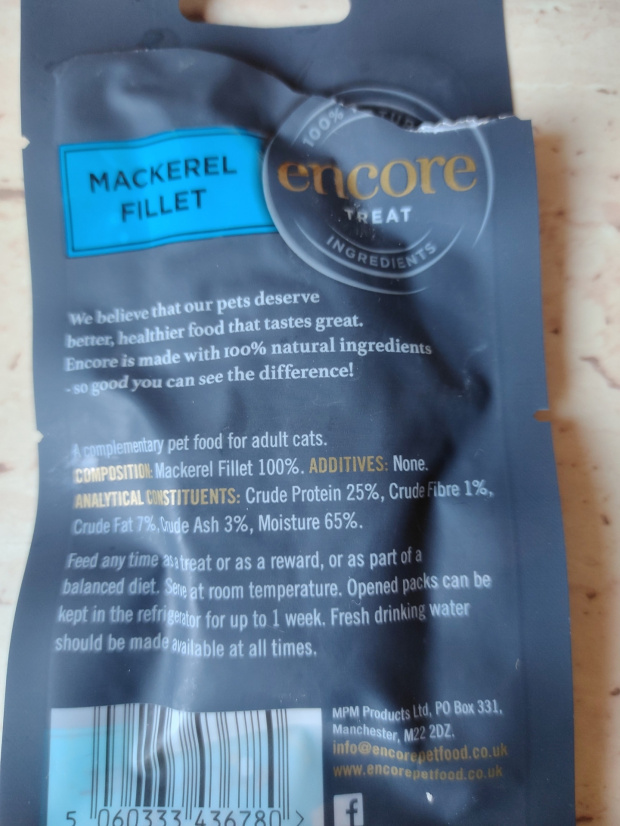 MACKEREL
FILLET
100% NATURAL
encore
TREAT
INGREDIENTS
We believe that our pets deserve
better, healthier food that tastes great.
Encore is made with 100% natural ingredients
- so good you can see the difference!
A complementary pet food for adult cats.
COMPOSITION: Mackerel Fillet 100%. ADDITIVES: None.
ANALYTICAL CONSTITUENTS: Crude Protein 25%, Crude Fibre 1%,
Crude Fat 7%, Crude Ash 3%, Moisture 65%.
Feed any time as a treat or as a reward, or as part of a
balanced diet. Serve at room temperature. Opened packs can be
kept in the refrigerator for up to 1 week. Fresh drinking water
should be made available at all times.
MPM Products Ltd, PO Box 331,
Manchester, M22 2DZ.
info@encorepetfood.co.uk
www.encorepetfood.co.uk
f
5 060333 436780 >